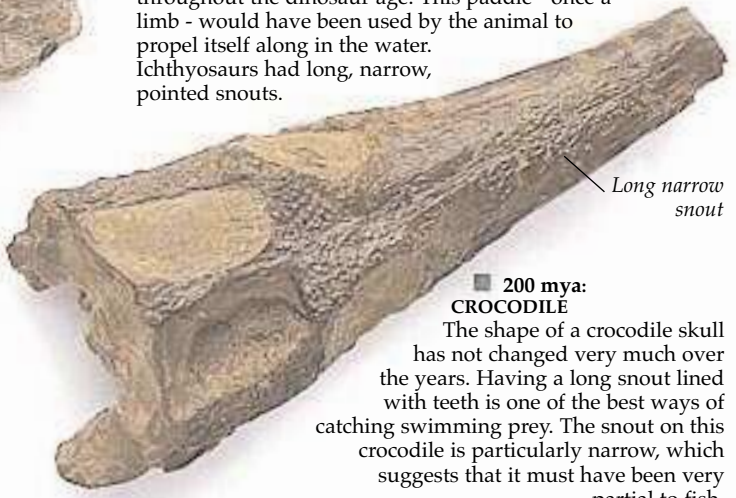 throughout the dinosaur age. This paddle - once a
limb - would have been used by the animal to
propel itself along in the water.
Ichthyosaurs had long, narrow,
pointed snouts.
Long narrow
snout
200 mya:
CROCODILE
The shape of a crocodile skull
has not changed very much over
the years. Having a long snout lined
with teeth is one of the best ways of
catching swimming prey. The snout on this
crocodile is particularly narrow, which
suggests that it must have been very
partial to fish.